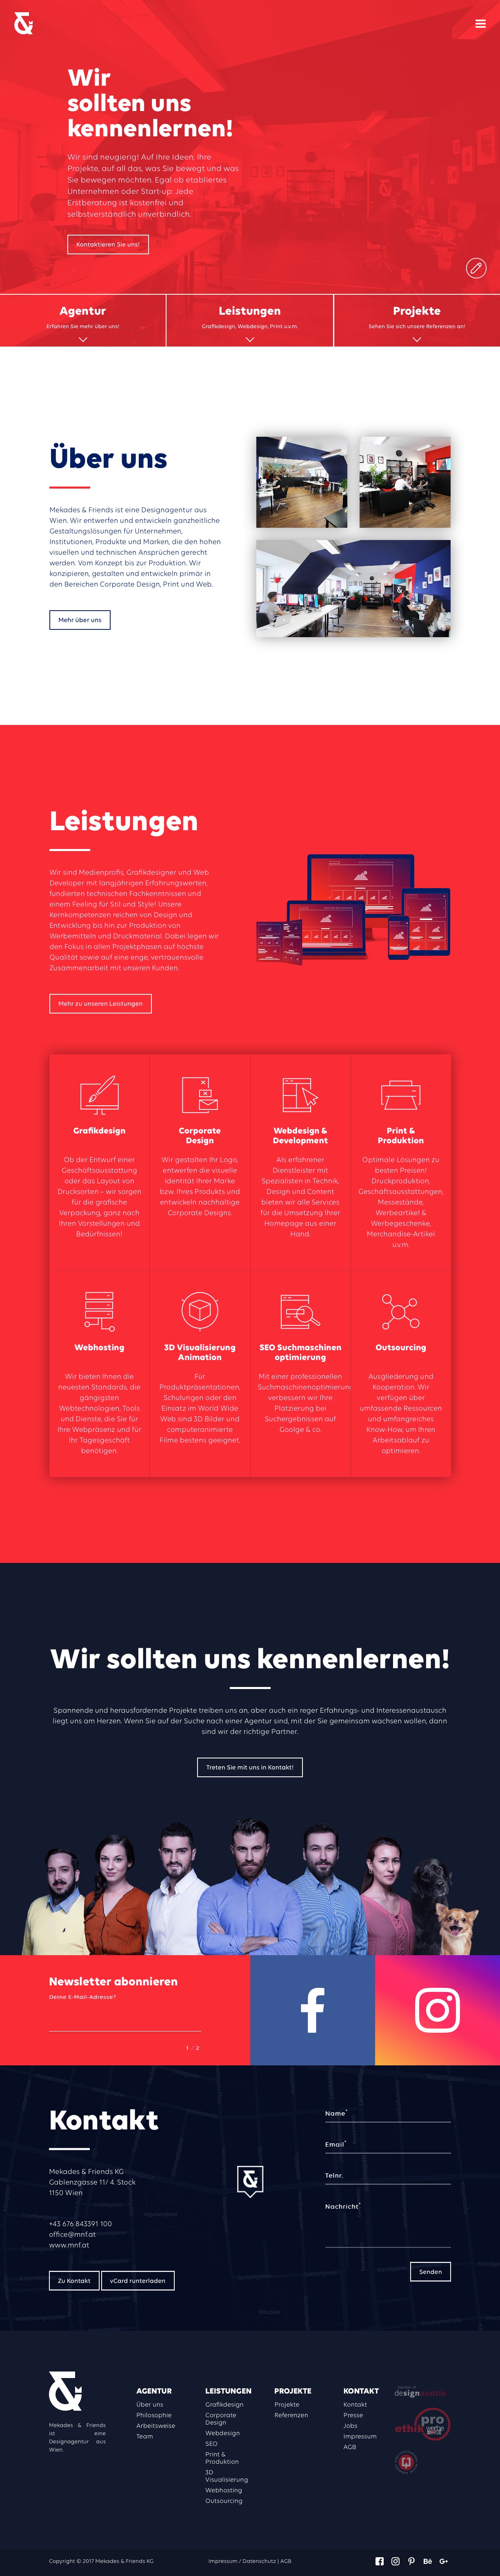 Wir
sollten uns
kennenlernen!
Wir sind neugierig! Auf Ihre Ideen, Ihre
Projekte, auf all das, was Sie bewegt und was
Sie bewegen möchten. Egal ob etabliertes
Unternehmen oder Start-up: Jede
Erstberatung ist kostenfrei und
selbstverständlich unverbindlich.
Kontaktieren Sie uns!
Agentur
Erfahren Sie mehr über uns!
Leistungen
Grafikdesign, Webdesign, Print u.v.m.
Projekte
Sehen Sie sich unsere Referenzen an!
Über uns
Mekades & Friends ist eine Designagentur aus
Wien. Wir entwerfen und entwickeln ganzheitliche
Gestaltungslösungen für Unternehmen,
Institutionen, Produkte und Marken, die den hohen
visuellen und technischen Ansprüchen gerecht
werden. Vom Konzept bis zur Produktion. Wir
konzipieren, gestalten und entwickeln primär in
den Bereichen Corporate Design, Print und Web.
Mehr über uns
Leistungen
Wir sind Medienprofis, Grafikdesigner und Web
Developer mit langjährigen Erfahrungswerten,
fundierten technischen Fachkenntnissen und
einem Feeling für Stil und Style! Unsere
Kernkompetenzen reichen von Design und
Entwicklung bis hin zur Produktion von
Werbemitteln und Druckmaterial. Dabei legen wir
den Fokus in allen Projektphasen auf höchste
Qualität sowie auf eine enge, vertrauensvolle
Zusammenarbeit mit unseren Kunden.
Mehr zu unseren Leistungen
Grafikdesign
Ob der Entwurf einer
Geschäftsausstattung
oder das Layout von
Drucksorten – wir sorgen
für die grafische
Verpackung, ganz nach
Ihren Vorstellungen und
Bedürfnissen!
Corporate
Design
Wir gestalten Ihr Logo,
entwerfen die visuelle
Identität Ihrer Marke
bzw. Ihres Produkts und
entwickeln nachhaltige
Corporate Designs.
Webdesign &
Development
Als erfahrener
Dienstleister mit
Spezialisten in Technik,
Design und Content
bieten wir alle Services
für die Umsetzung Ihrer
Homepage aus einer
Hand.
Print &
Produktion
Optimale Lösungen zu
besten Preisen!
Druckproduktion,
Geschäftsausstattungen,
Messestände,
Werbeartikel &
Werbegeschenke,
Merchandise-Artikel
u.v.m.
Webhosting
Wir bieten Ihnen die
neuesten Standards, die
gängigsten
Webtechnologien, Tools
und Dienste, die Sie für
Ihre Webpräsenz und für
Ihr Tagesgeschäft
benötigen.
3D Visualisierung
Animation
Für
Produktpräsentationen,
Schulungen oder den
Einsatz im World Wide
Web sind 3D Bilder und
computeranimierte
Filme bestens geeignet.
SEO Suchmaschinen
optimierung
Mit einer professionellen
Suchmaschinenoptimierung
verbessern wir Ihre
Platzierung bei
Suchergebnissen auf
Goolge & co.
Outsourcing
Ausgliederung und
Kooperation. Wir
verfügen über
umfassende Ressourcen
und umfangreiches
Know-How, um Ihren
Arbeitsablauf zu
optimieren.
Wir sollten uns kennenlernen!
Spannende und herausfordernde Projekte treiben uns an, aber auch ein reger Erfahrungs- und Interessenaustausch
liegt uns am Herzen. Wenn Sie auf der Suche nach einer Agentur sind, mit der Sie gemeinsam wachsen wollen, dann
sind wir der richtige Partner.
Treten Sie mit uns in Kontakt!
Newsletter abonnieren
Deine E-Mail-Adresse?
1 / 2
Kontakt
Mekades & Friends KG
Gablenzgasse 11/ 4. Stock
1150 Wien
+43 676 843391 100
office@mnf.at
www.mnf.at
Zu Kontakt
vCard runterladen
Name*
Email*
Telnr.
Nachricht*
Senden
Mekades & Friends
ist eine
Designagentur aus
Wien.
AGENTUR
Über uns
Philosophie
Arbeitsweise
Team
LEISTUNGEN
Grafikdesign
Corporate
Design
Webdesign
SEO
Print &
Produktion
3D
Visualisierung
Webhosting
Outsourcing
PROJEKTE
Projekte
Referenzen
KONTAKT
Kontakt
Presse
Jobs
Impressum
AGB
designaustria
pro
ethik
Copyright © 2017 Mekades & Friends KG
Impressum / Datenschutz | AGB
Bē
G+